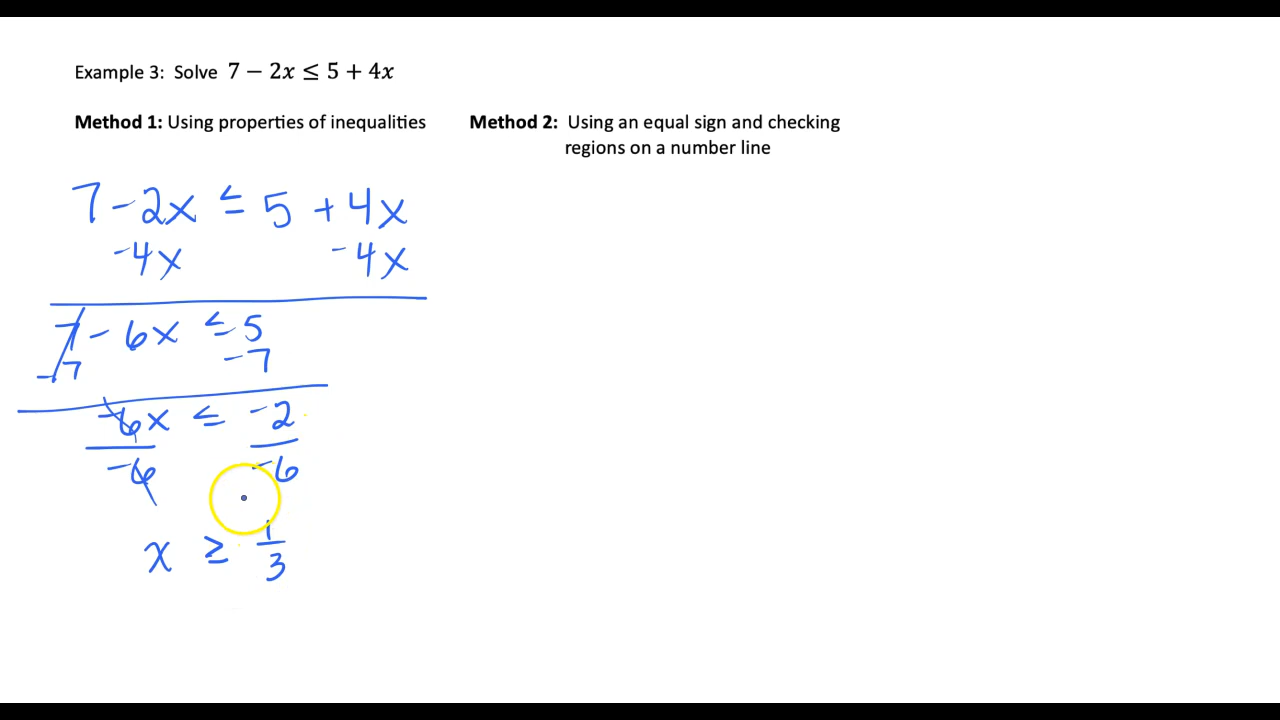 Example 3: Solve 7 − 2x ≤ 5 + 4x
Method 1: Using properties of inequalities
Method 2: Using an equal sign and checking
regions on a number line
7 − 2x ≤ 5 + 4x
−4x −4x
7 − 6x ≤ 5
−7 −7
−6x ≤ −2
−6 −6
x ≥ 1/3